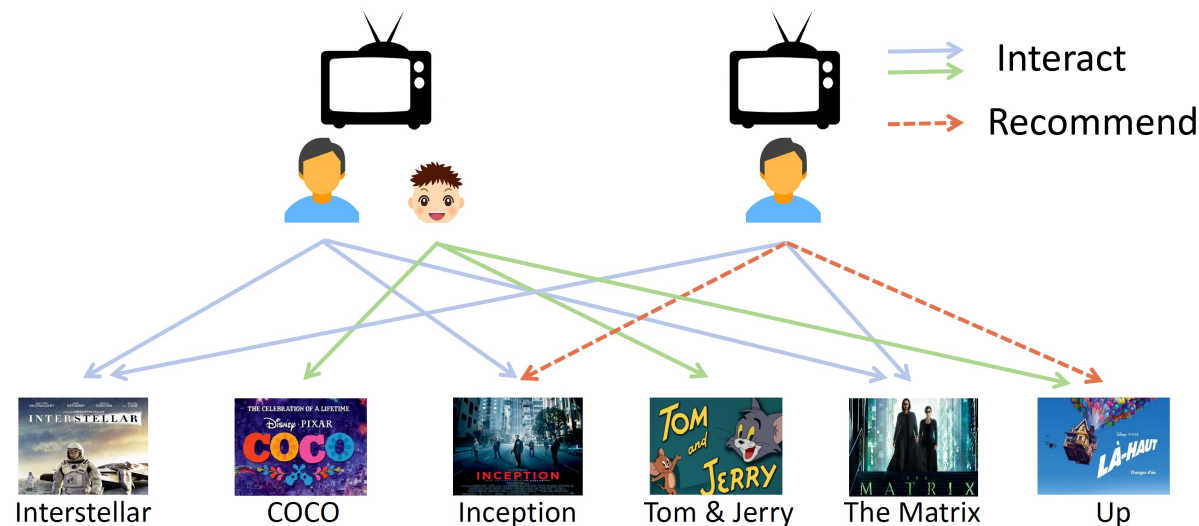 Interact
Recommend
INTERSTELLAR
THE CELEBRATION OF A LIFETIME
DISNEY · PIXAR
COCO
INCEPTION
TOM
and
JERRY
THE
MATRIX
LÀ-HAUT
Interstellar
COCO
Inception
Tom & Jerry
The Matrix
Up